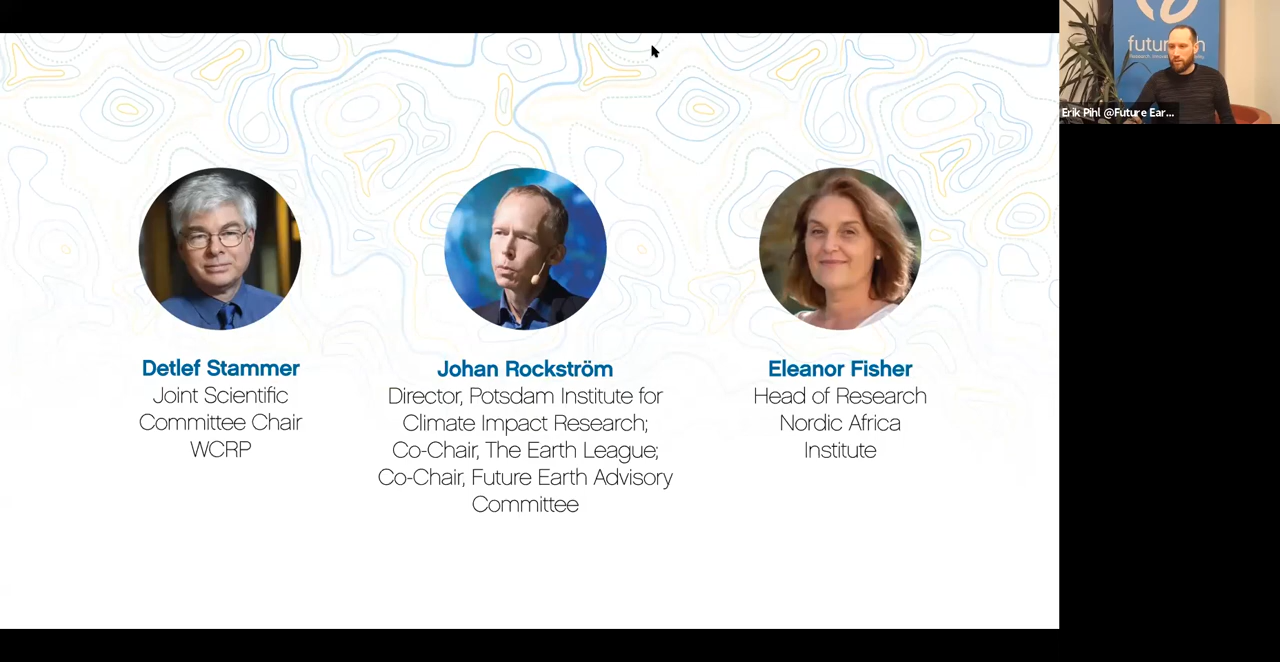 Detlef Stammer
Joint Scientific
Committee Chair
WCRP
Johan Rockström
Director, Potsdam Institute for
Climate Impact Research;
Co-Chair, The Earth League;
Co-Chair, Future Earth Advisory
Committee
Eleanor Fisher
Head of Research
Nordic Africa
Institute
Erik Pihl @Future Ear...